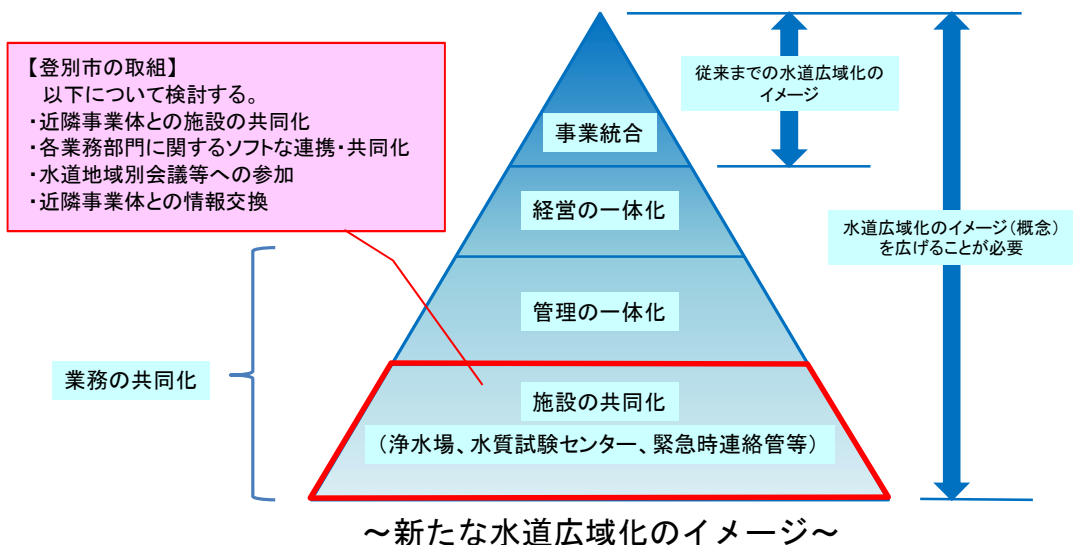 【登別市の取組】
以下について検討する。
・近隣事業体との施設の共同化
・各業務部門に関するソフトな連携・共同化
・水道地域別会議等への参加
・近隣事業体との情報交換
従来までの水道広域化の
イメージ
事業統合
経営の一体化
水道広域化のイメージ(概念)
を広げることが必要
管理の一体化
業務の共同化
施設の共同化
(浄水場、水質試験センター、緊急時連絡管等)
～新たな水道広域化のイメージ～